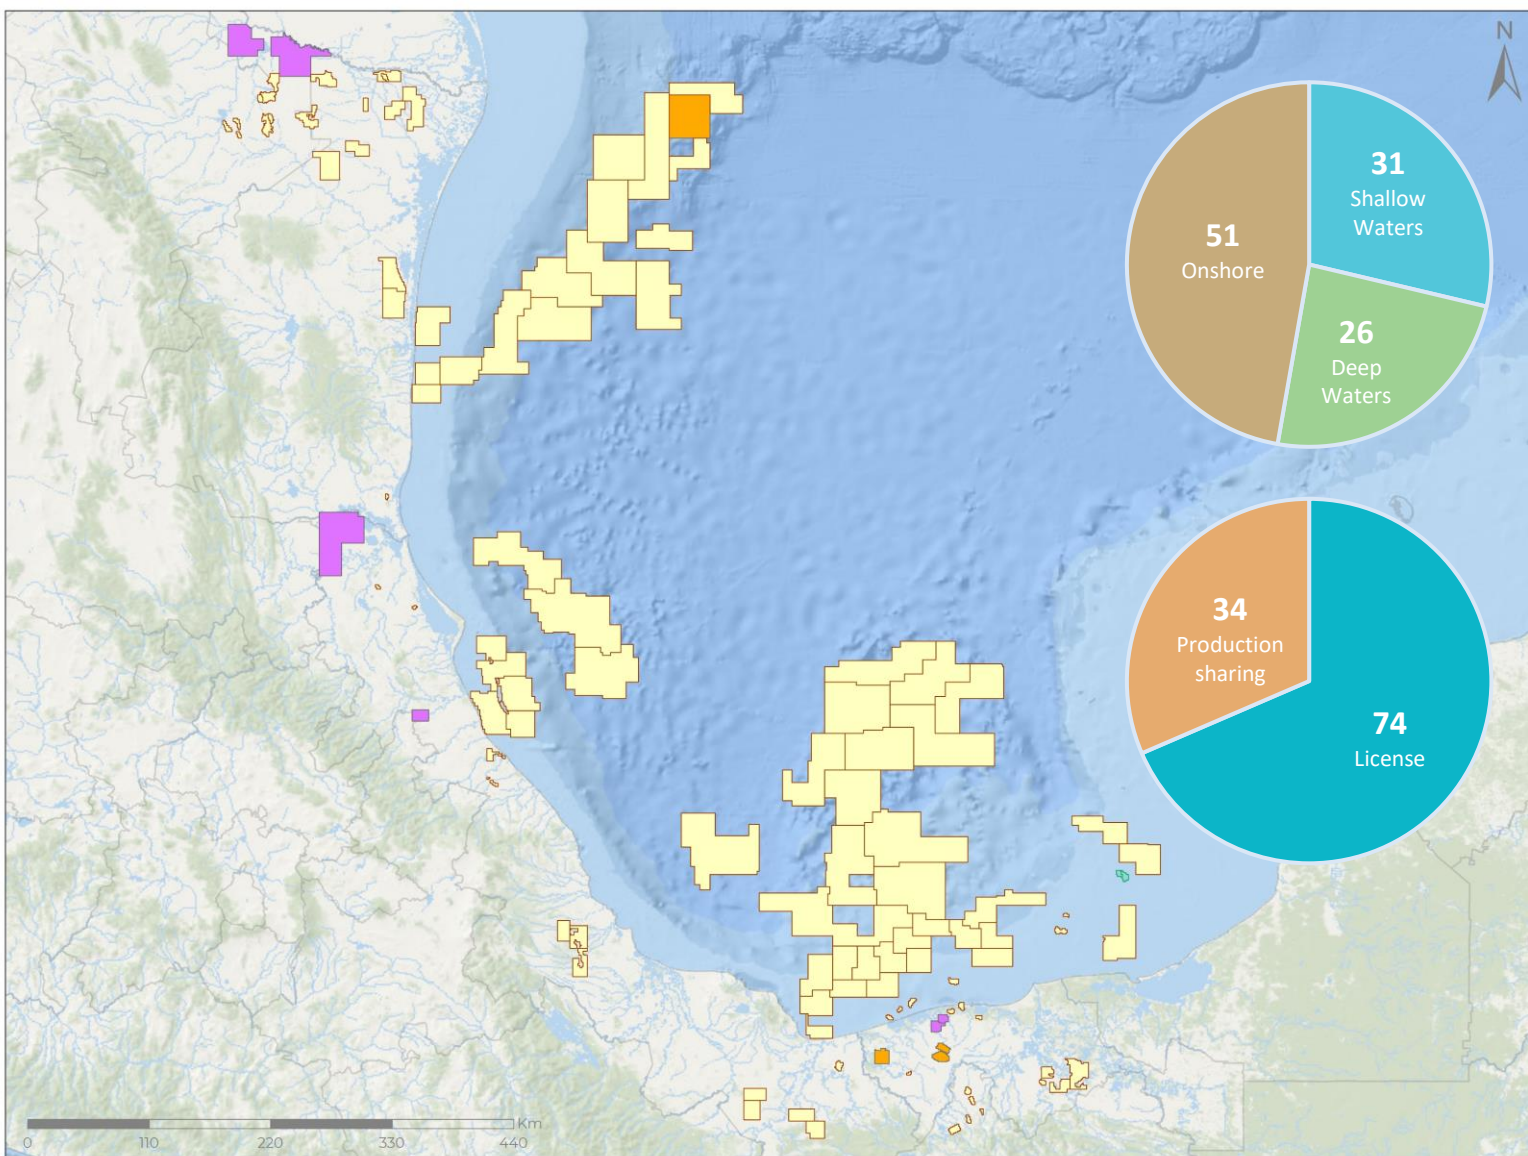 N
31
Shallow
Waters
51
Onshore
26
Deep
Waters
34
Production
sharing
74
License
Km
0 110 220 330 440